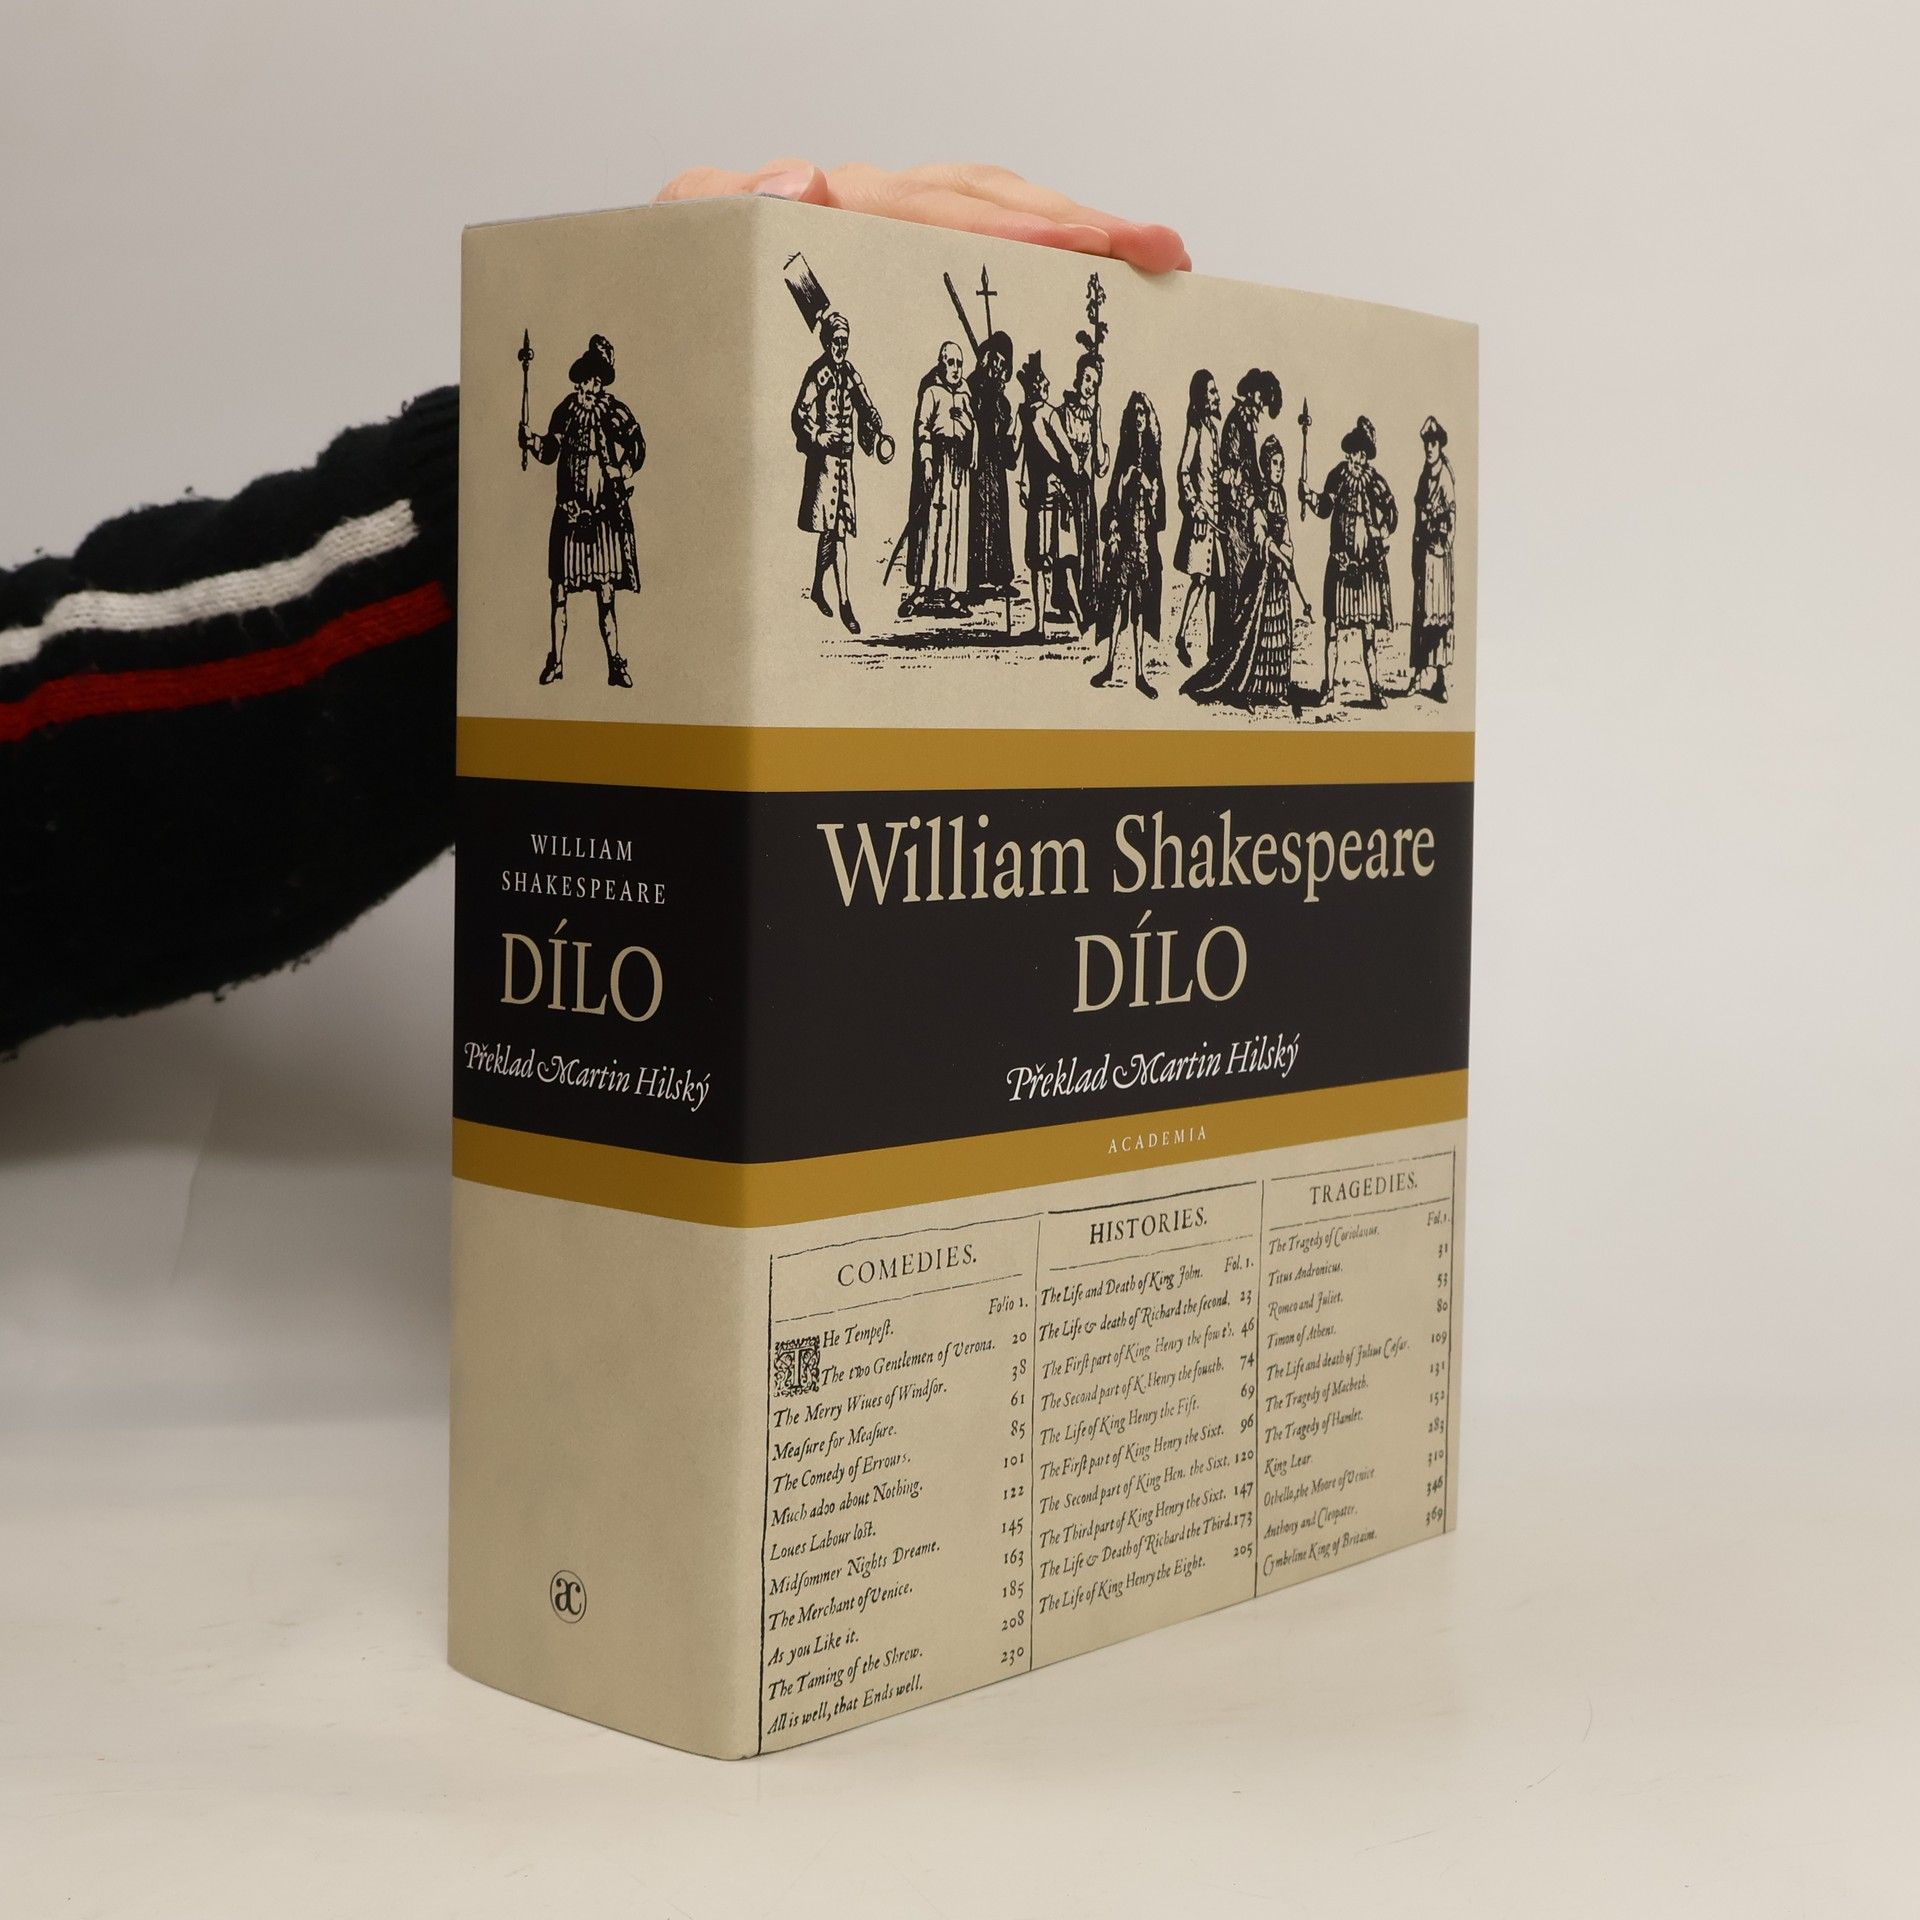 WILLIAM
SHAKESPEARE
DÍLO
Překlad Martin Hilský
æ
William Shakespeare
DÍLO
Překlad Martin Hilský
ACADEMIA
COMEDIES.
Folio 1.
THe Tempeſt. 20
The two Gentlemen of Verona. 38
The Merry Wiues of Windſor. 61
Meaſure for Meaſure. 85
The Comedy of Errours. 101
Much adoo about Nothing. 122
Loues Labour loſt. 145
Midſommer Nights Dreame. 163
The Merchant of Venice. 185
As you Like it. 208
The Taming of the Shrew. 230
All is well, that Ends well.
HISTORIES.
The Life and Death of King John. Fol. 1.
The Life & death of Richard the ſecond. 23
The Firſt part of King Henry the fourth. 46
The Second part of K. Henry the fourth. 74
The Life of King Henry the Fift. 69
The Firſt part of King Henry the Sixt. 96
The Second part of King Hen. the Sixt. 120
The Third part of King Henry the Sixt. 147
The Life & Death of Richard the Third. 173
The Life of King Henry the Eight. 205
TRAGEDIES.
The Tragedy of Coriolanus. Fol. 1.
Titus Andronicus. 31
Romeo and Juliet. 53
Timon of Athens. 80
The Life and death of Julius Cæſar. 109
The Tragedy of Macbeth. 131
The Tragedy of Hamlet. 152
King Lear. 283
Othello, the Moore of Venice 310
Anthony and Cleopater. 346
Cymbeline King of Britaine. 369